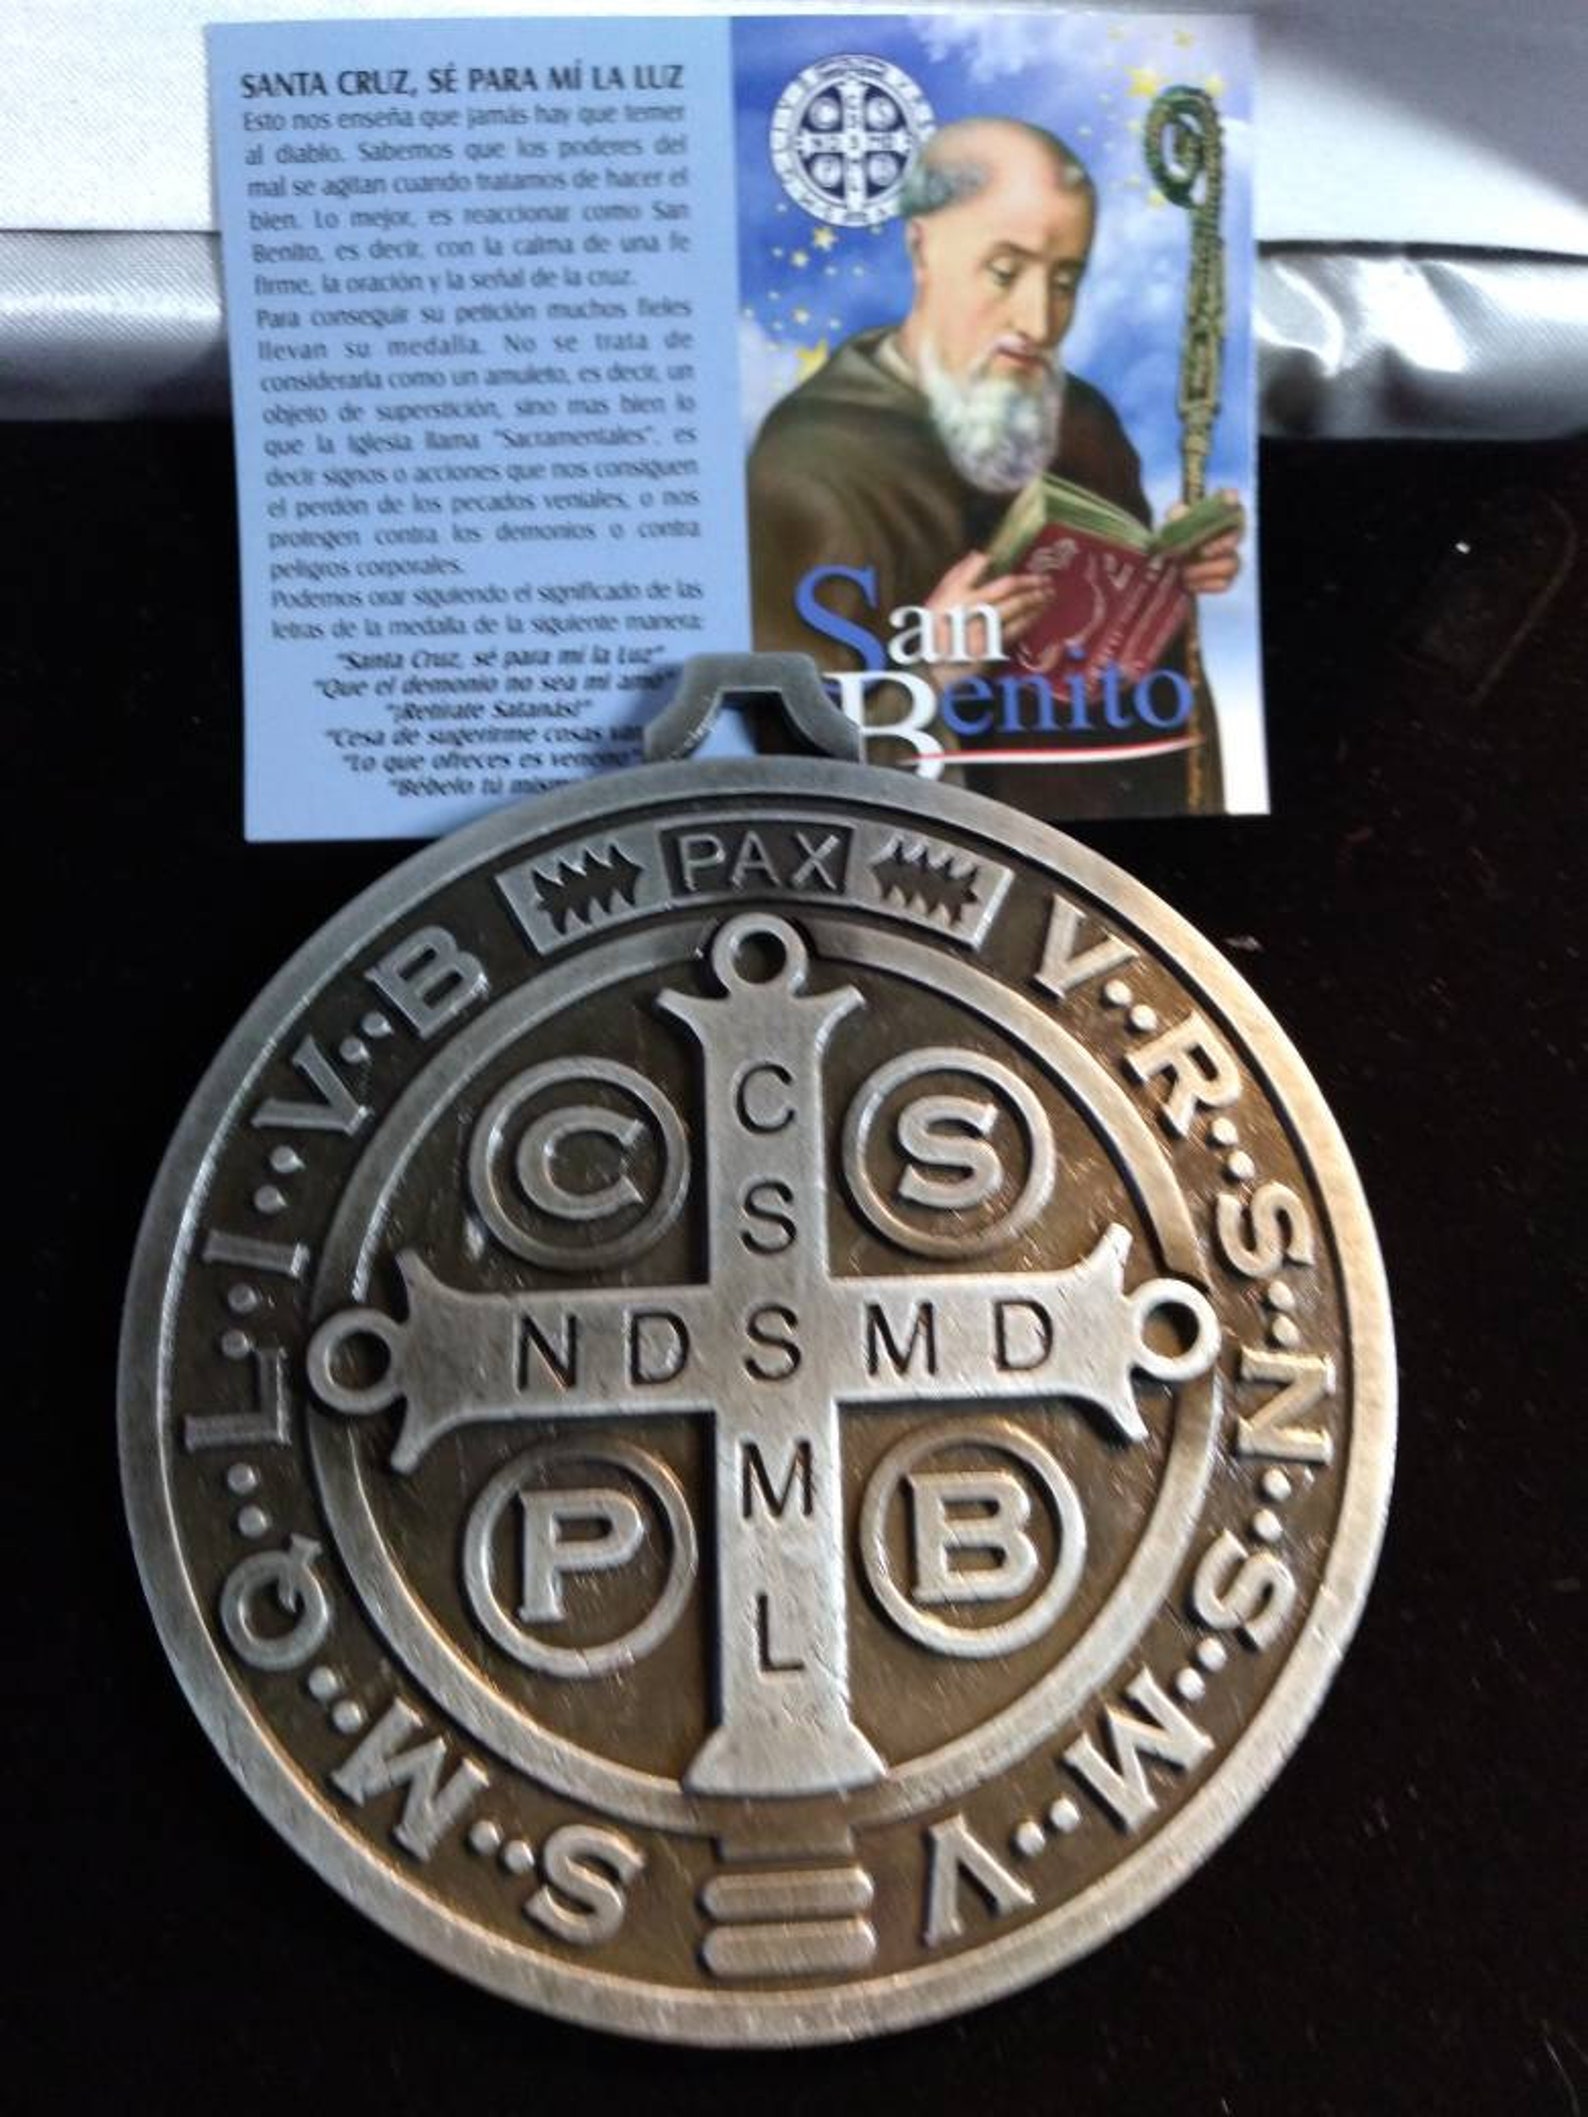 SANTA CRUZ, SÉ PARA MÍ LA LUZ
Esto nos enseña que jamás hay que temer
al diablo. Sabemos que los poderes del
mal se agitan cuando tratamos de hacer el
bien. Lo mejor, es reaccionar como San
Benito, es decir, con la calma de una fe
firme, la oración y la señal de la cruz.
Para conseguir su petición muchos fieles
llevan su medalla. No se trata de
considerarla como un amuleto, es decir, un
objeto de superstición, sino mas bien lo
que la Iglesia llama "Sacramentales", es
decir signos o acciones que nos consiguen
el perdón de los pecados veniales, o nos
protegen contra los demonios o contra
peligros corporales.
Podemos orar siguiendo el significado de las
letras de la medalla de la siguiente manera:
"Santa Cruz, sé para mí la Luz"
"Que el demonio no sea mi amo"
"¡Retírate Satanás!"
"Cesa de sugerirme cosas
"Lo que ofreces es veneno"
"Bébelo tú
San
Benito
PAX
V··R··S··N··S··M··V
S··M··Q··L··I··V··B
C S
C
S
N D S M D
M
L
P B